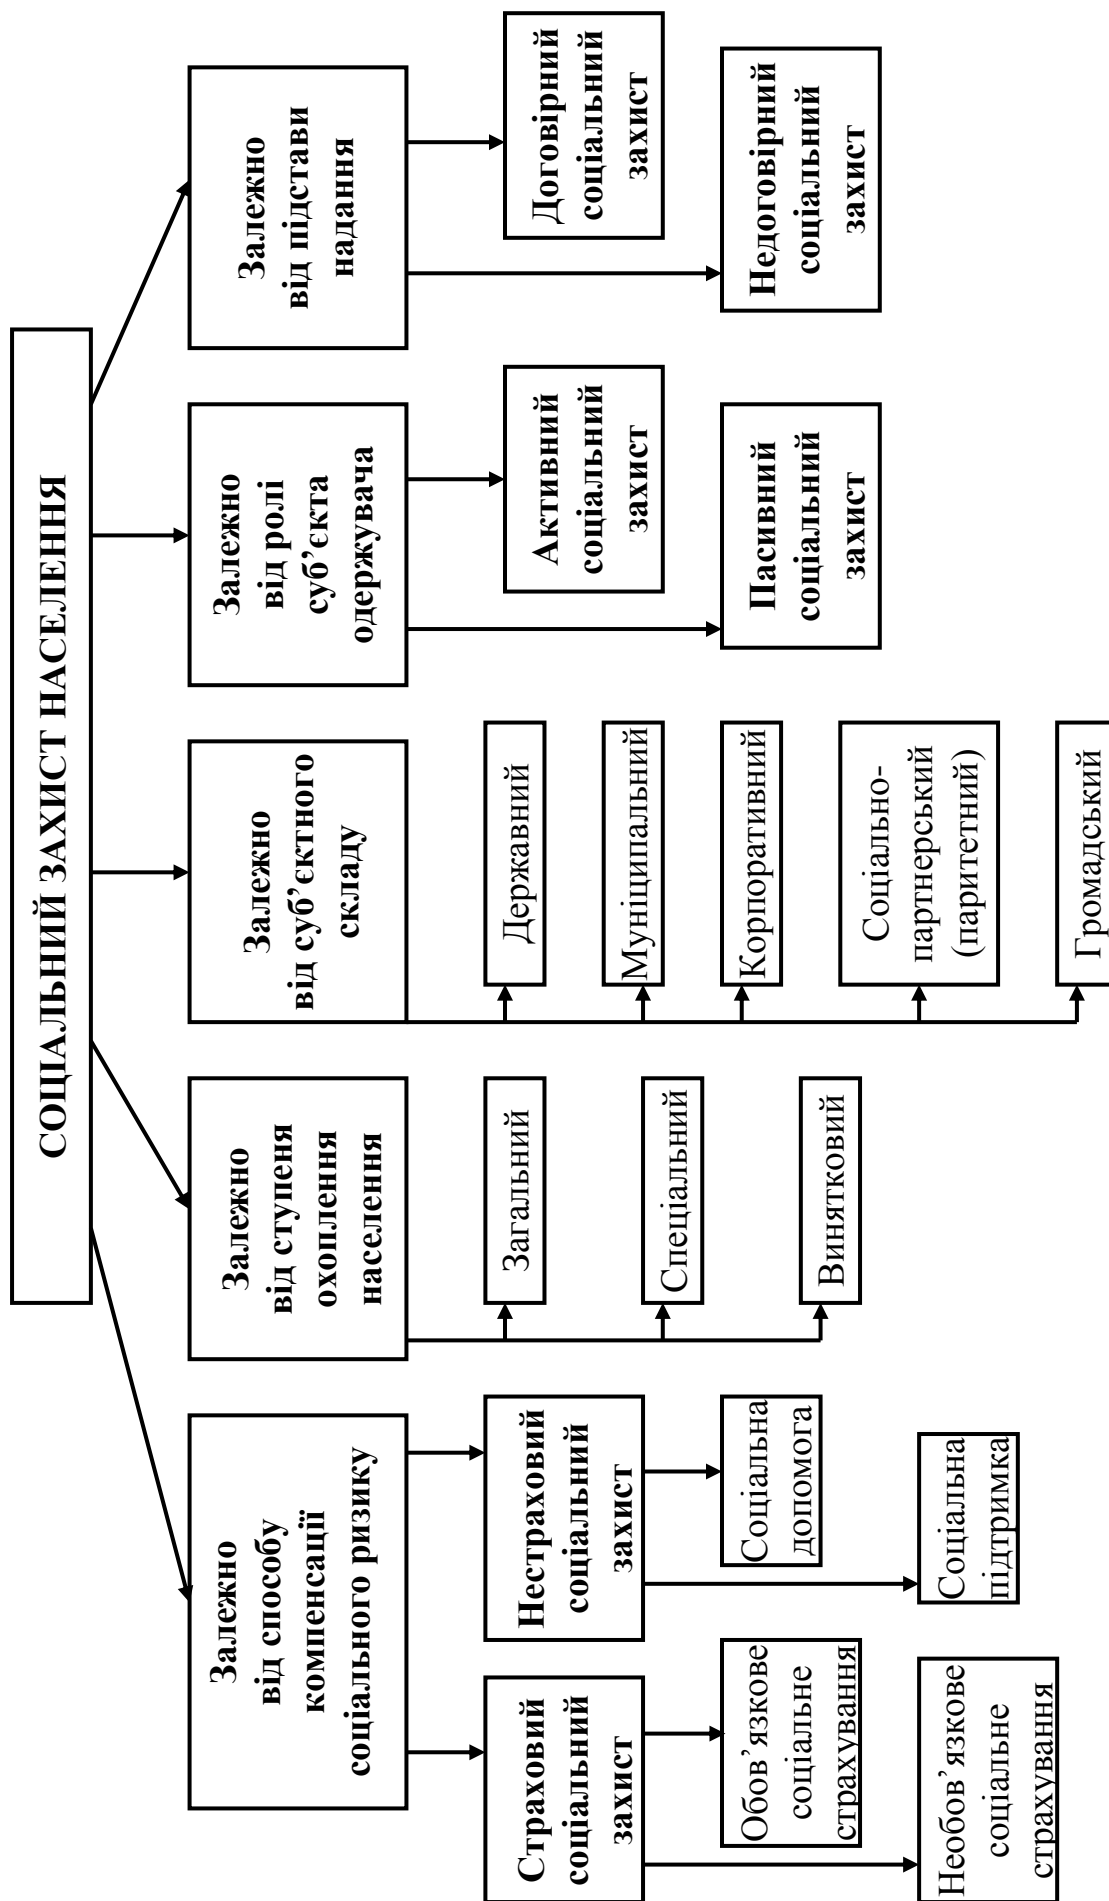 СОЦІАЛЬНИЙ ЗАХИСТ НАСЕЛЕННЯ
Залежно
від способу
компенсації
соціального ризику
Страховий
соціальний
захист
Обов’язкове
соціальне
страхування
Необов’язкове
соціальне
страхування
Нестраховий
соціальний
захист
Соціальна
допомога
Соціальна
підтримка
Залежно
від ступеня
охоплення
населення
Загальний
Спеціальний
Винятковий
Залежно
від суб’єктного
складу
Державний
Муніципальний
Корпоративний
Соціально-
партнерський
(паритетний)
Громадський
Залежно
від ролі
суб’єкта
одержувача
Активний
соціальний
захист
Пасивний
соціальний
захист
Залежно
від підстави
надання
Договірний
соціальний
захист
Недоговірний
соціальний
захист